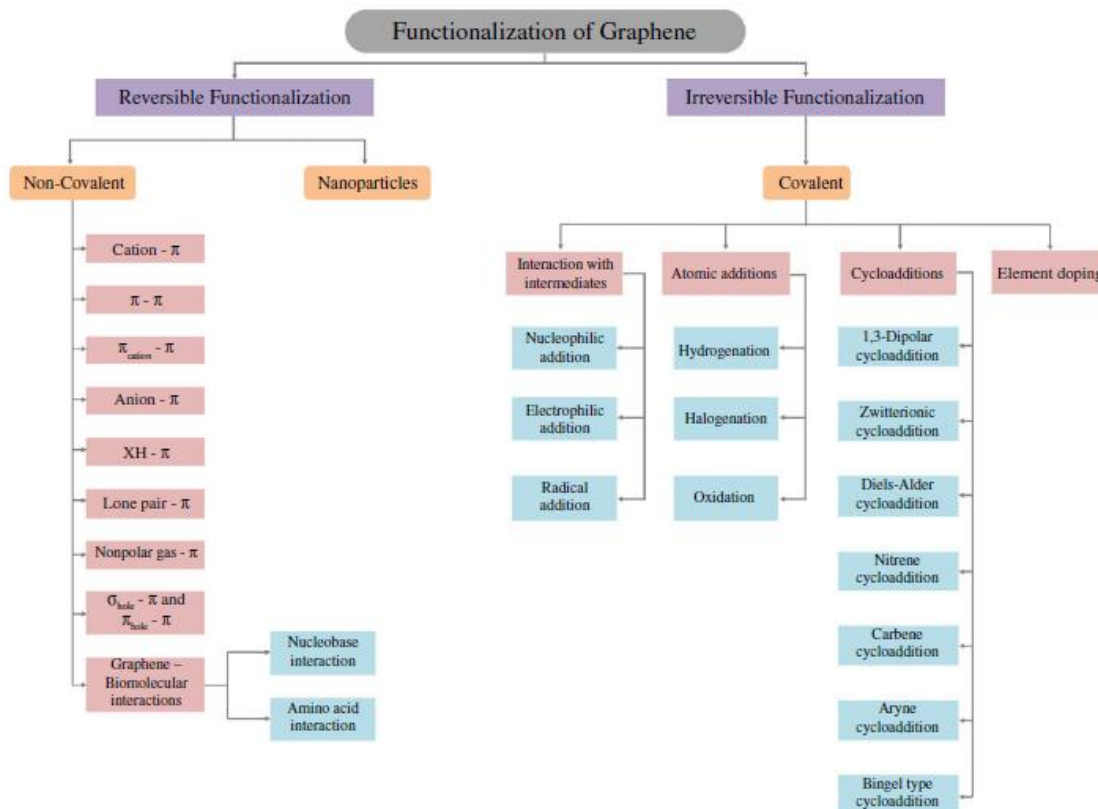 Functionalization of Graphene
Reversible Functionalization
Irreversible Functionalization
Non-Covalent
Nanoparticles
Covalent
Cation - π
π - π
πcation - π
Anion - π
XH - π
Lone pair - π
Nonpolar gas - π
σhole - π and
πhole - π
Graphene –
Biomolecular
interactions
Nucleobase
interaction
Amino acid
interaction
Interaction with
intermediates
Nucleophilic
addition
Electrophilic
addition
Radical
addition
Atomic additions
Hydrogenation
Halogenation
Oxidation
Cycloadditions
1,3-Dipolar
cycloaddition
Zwitterionic
cycloaddition
Diels-Alder
cycloaddition
Nitrene
cycloaddition
Carbene
cycloaddition
Aryne
cycloaddition
Bingel type
cycloaddition
Element doping